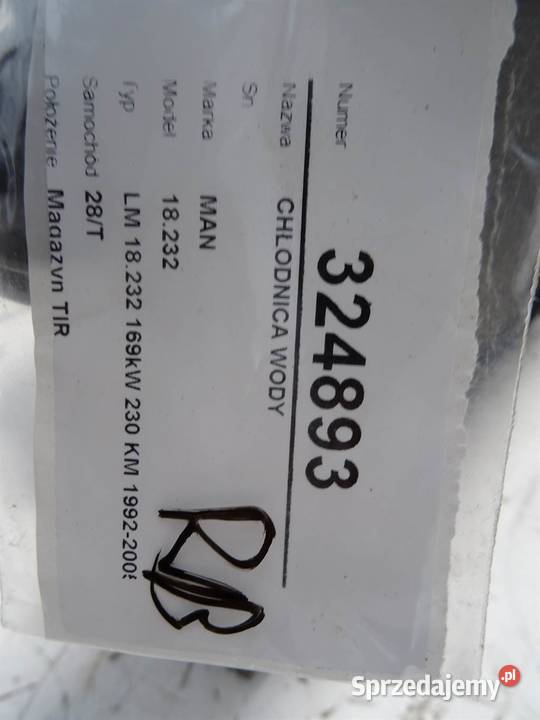 Numer 324893
Nazwa CHŁODNICA WODY
Sn
Marka MAN
Model 18.232
Typ LM 18.232 169kW 230 KM 1992-2005
Samochód 28/T
Położenie Magazyn TIR
RB
Sprzedajemy.pl